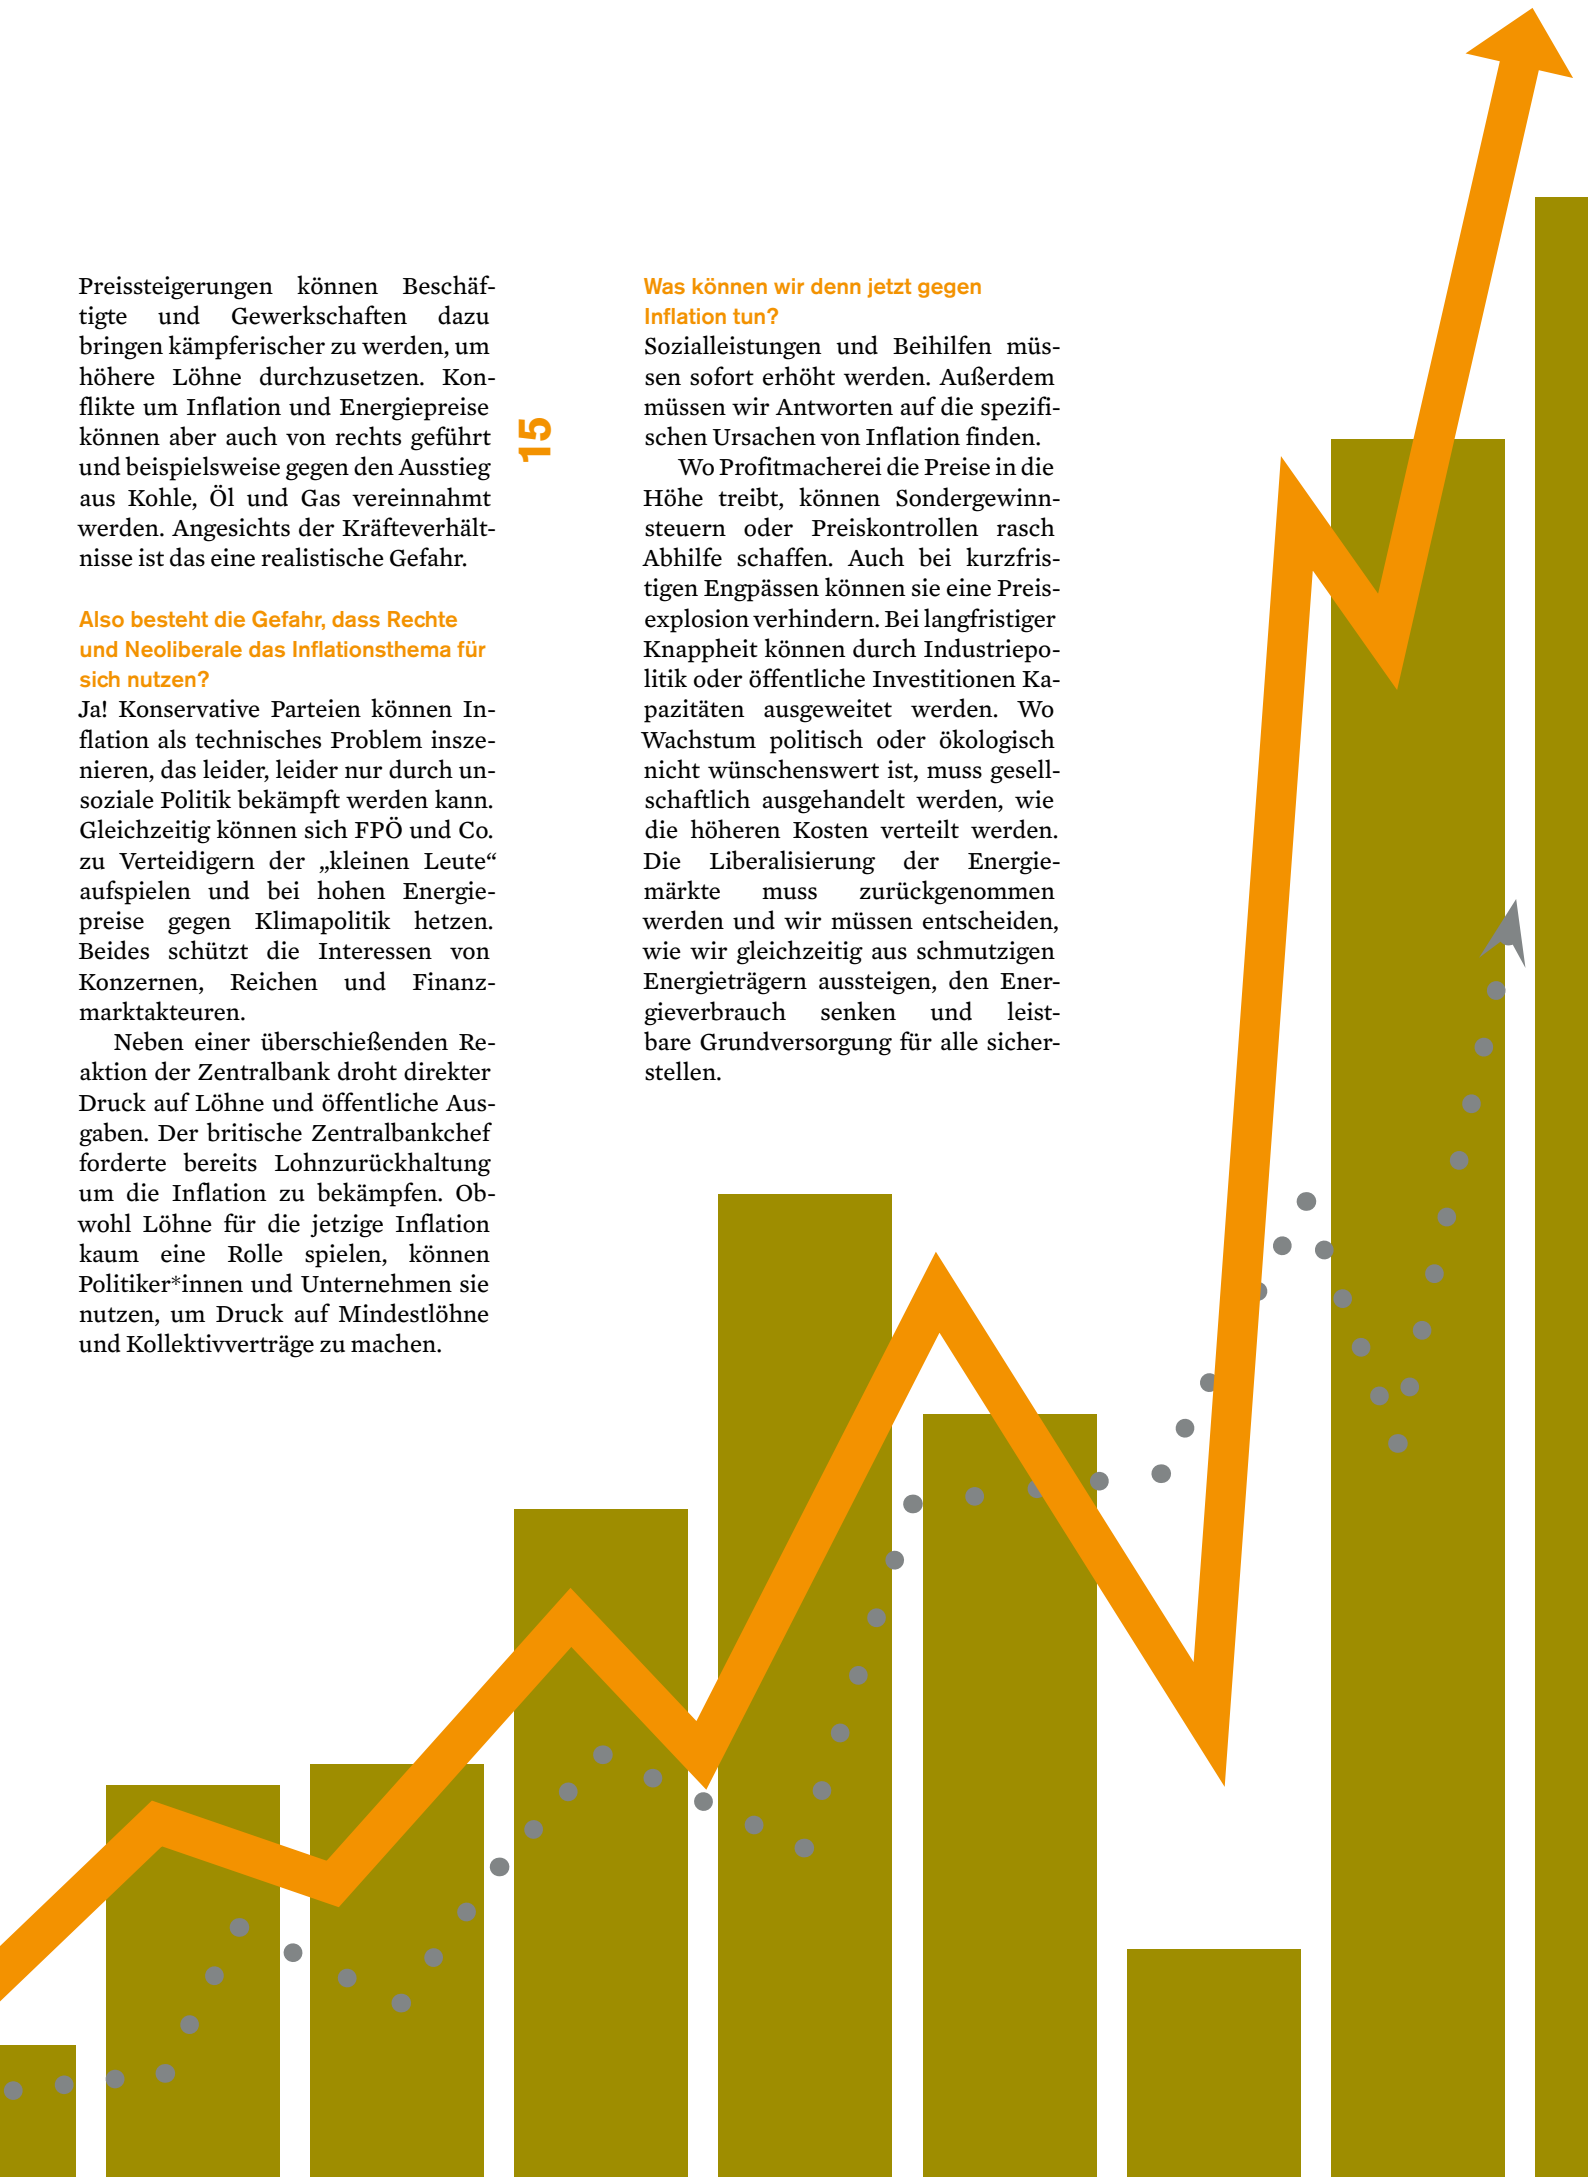 Preissteigerungen können Beschäf-
tigte und Gewerkschaften dazu
bringen kämpferischer zu werden, um
höhere Löhne durchzusetzen. Kon-
flikte um Inflation und Energiepreise
können aber auch von rechts geführt
und beispielsweise gegen den Ausstieg
aus Kohle, Öl und Gas vereinnahmt
werden. Angesichts der Kräfteverhält-
nisse ist das eine realistische Gefahr.
Also besteht die Gefahr, dass Rechte
und Neoliberale das Inflationsthema für
sich nutzen?
Ja! Konservative Parteien können In-
flation als technisches Problem insze-
nieren, das leider, leider nur durch un-
soziale Politik bekämpft werden kann.
Gleichzeitig können sich FPÖ und Co.
zu Verteidigern der „kleinen Leute“
aufspielen und bei hohen Energie-
preise gegen Klimapolitik hetzen.
Beides schützt die Interessen von
Konzernen, Reichen und Finanz-
marktakteuren.
Neben einer überschießenden Re-
aktion der Zentralbank droht direkter
Druck auf Löhne und öffentliche Aus-
gaben. Der britische Zentralbankchef
forderte bereits Lohnzurückhaltung
um die Inflation zu bekämpfen. Ob-
wohl Löhne für die jetzige Inflation
kaum eine Rolle spielen, können
Politiker*innen und Unternehmen sie
nutzen, um Druck auf Mindestlöhne
und Kollektivverträge zu machen.
15
Was können wir denn jetzt gegen
Inflation tun?
Sozialleistungen und Beihilfen müs-
sen sofort erhöht werden. Außerdem
müssen wir Antworten auf die spezifi-
schen Ursachen von Inflation finden.
Wo Profitmacherei die Preise in die
Höhe treibt, können Sondergewinn-
steuern oder Preiskontrollen rasch
Abhilfe schaffen. Auch bei kurzfris-
tigen Engpässen können sie eine Preis-
explosion verhindern. Bei langfristiger
Knappheit können durch Industriepo-
litik oder öffentliche Investitionen Ka-
pazitäten ausgeweitet werden. Wo
Wachstum politisch oder ökologisch
nicht wünschenswert ist, muss gesell-
schaftlich ausgehandelt werden, wie
die höheren Kosten verteilt werden.
Die Liberalisierung der Energie-
märkte muss zurückgenommen
werden und wir müssen entscheiden,
wie wir gleichzeitig aus schmutzigen
Energieträgern aussteigen, den Ener-
gieverbrauch senken und leist-
bare Grundversorgung für alle sicher-
stellen.